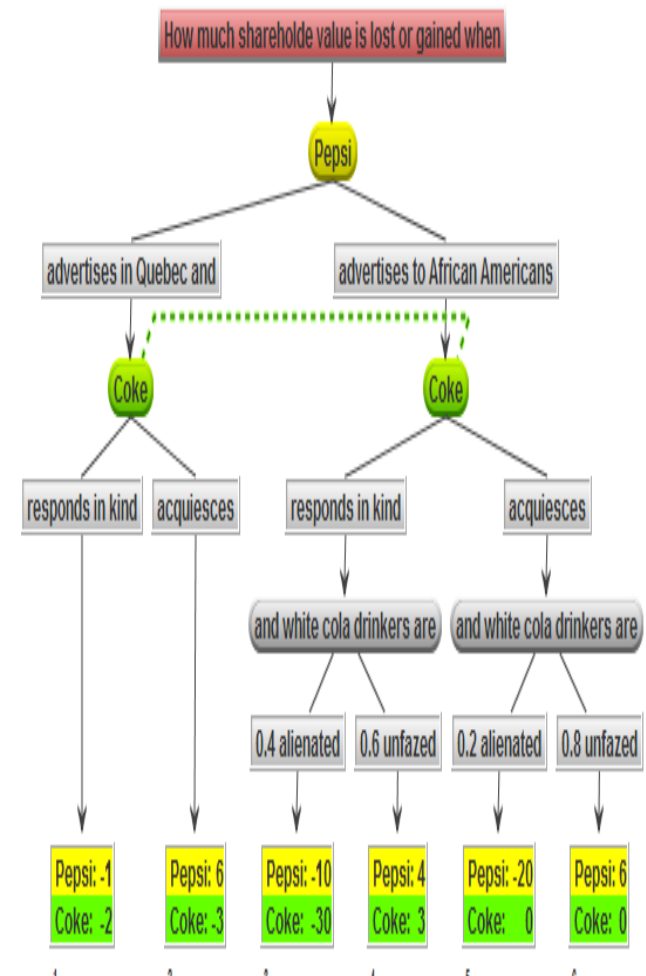 How much shareholde value is lost or gained when
Pepsi
advertises in Quebec and
advertises to African Americans
Coke
Coke
responds in kind
acquiesces
responds in kind
acquiesces
and white cola drinkers are
and white cola drinkers are
0.4 alienated
0.6 unfazed
0.2 alienated
0.8 unfazed
Pepsi: -1
Coke: -2
Pepsi: 6
Coke: -3
Pepsi: -10
Coke: -30
Pepsi: 4
Coke: 3
Pepsi: -20
Coke: 0
Pepsi: 6
Coke: 0